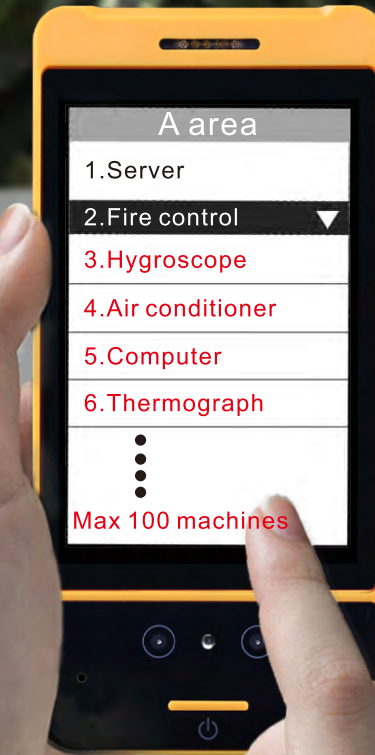 A area
1.Server
2.Fire control
3.Hygroscope
4.Air conditioner
5.Computer
6.Thermograph
Max 100 machines